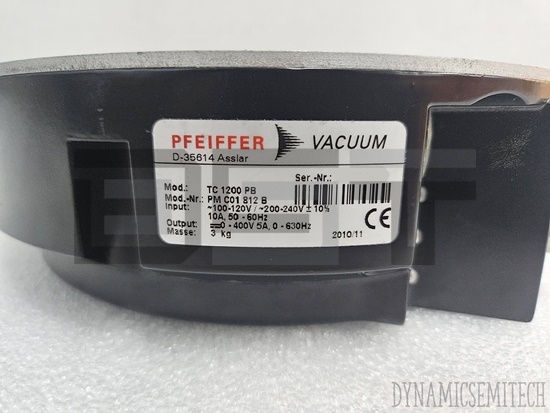 PFEIFFER VACUUM
D-35614 Asslar
Ser.-Nr.:
Mod.: TC 1200 PB
Mod.-Nr.: PM C01 812 B
Input: ~100-120V / ~200-240V ± 10%
10A, 50 - 60Hz
Output: 0 - 400V 5A, 0 - 630Hz
Masse: 3 Kg
2010/11
CE
DYNAMICSEMITECH